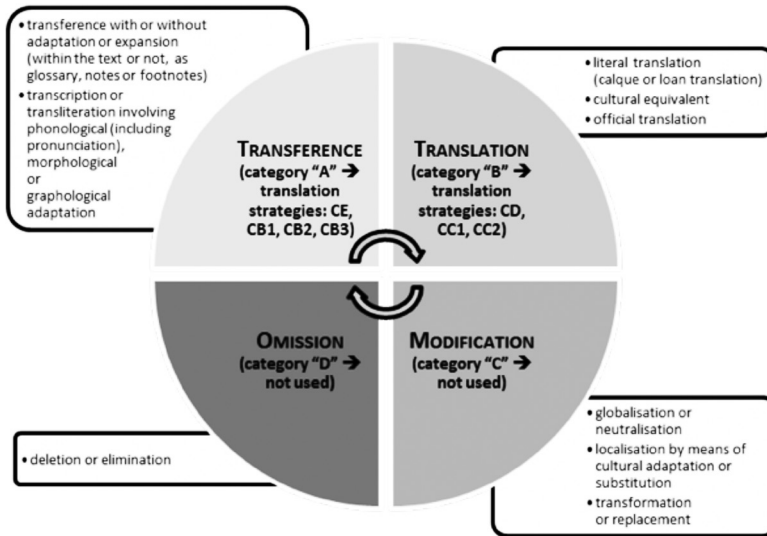 • transference with or without
adaptation or expansion
(within the text or not, as
glossary, notes or footnotes)
• transcription or
transliteration involving
phonological (including
pronunciation),
morphological
or
graphological
adaptation
• literal translation
(calque or loan translation)
• cultural equivalent
• official translation
TRANSFERENCE
(category “A” ➔
translation
strategies: CE,
CB1, CB2, CB3)
TRANSLATION
(category “B” ➔
translation
strategies: CD,
CC1, CC2)
OMISSION
(category “D” ➔
not used)
MODIFICATION
(category “C” ➔
not used)
• deletion or elimination
• globalisation or
neutralisation
• localisation by means of
cultural adaptation or
substitution
• transformation
or replacement